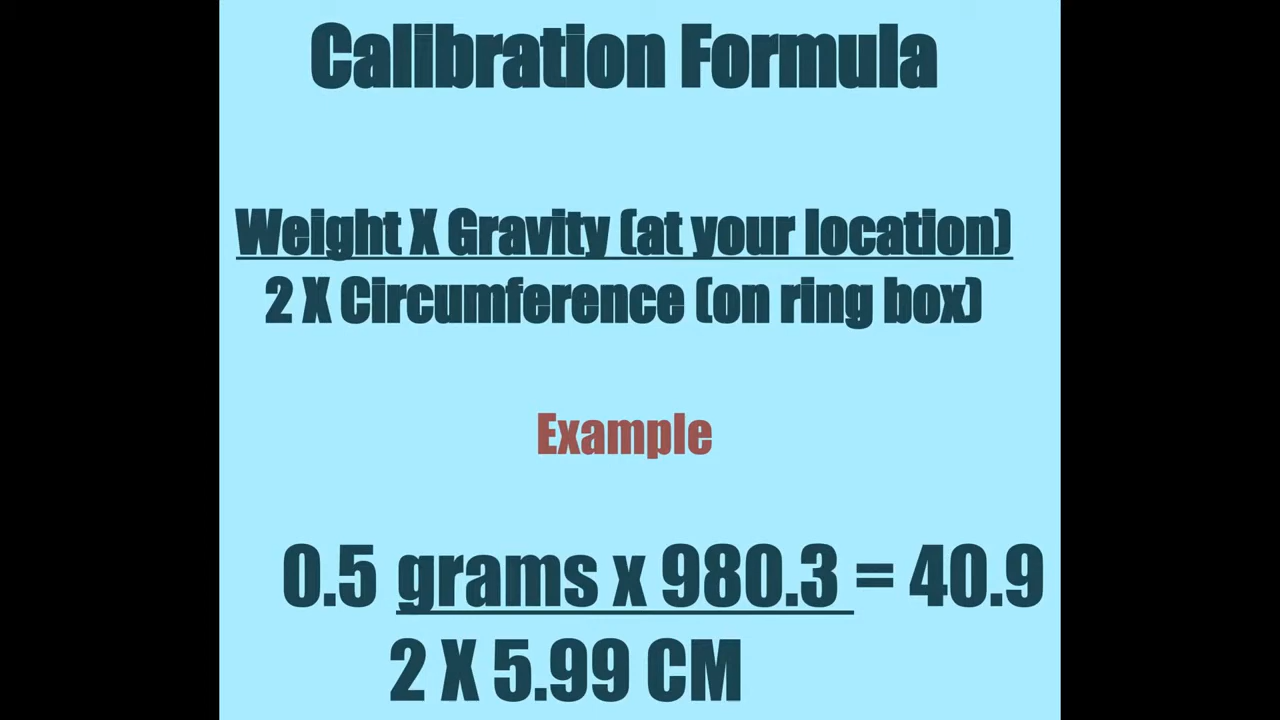 Calibration Formula
Weight X Gravity (at your location)
2 X Circumference (on ring box)
Example
0.5 grams x 980.3 = 40.9
2 X 5.99 CM